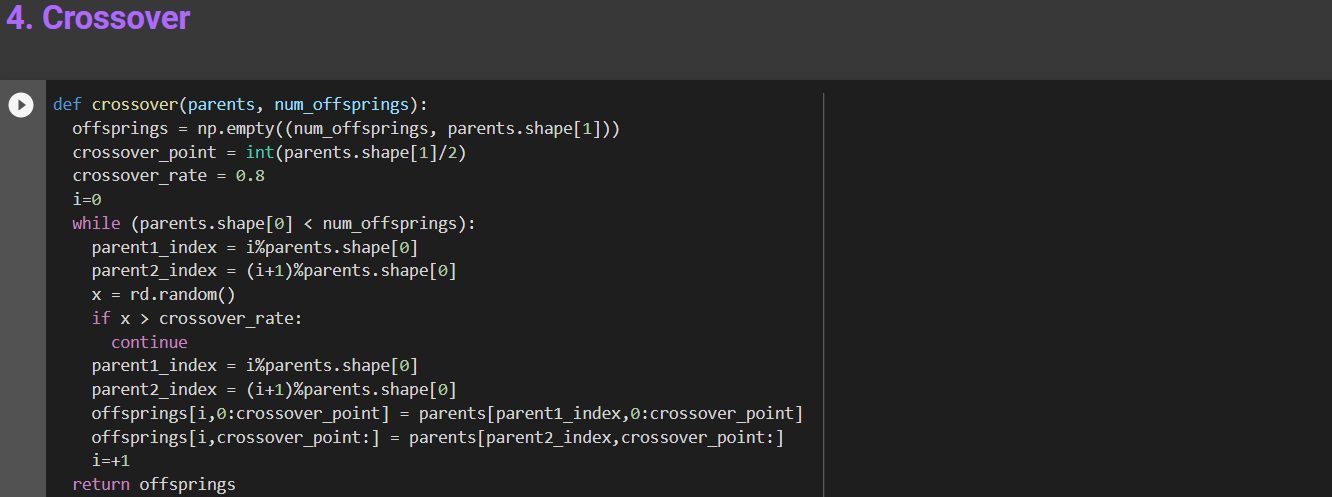 4. Crossover
def crossover(parents, num_offsprings):
  offsprings = np.empty((num_offsprings, parents.shape[1]))
  crossover_point = int(parents.shape[1]/2)
  crossover_rate = 0.8
  i=0
  while (parents.shape[0] < num_offsprings):
    parent1_index = i%parents.shape[0]
    parent2_index = (i+1)%parents.shape[0]
    x = rd.random()
    if x > crossover_rate:
      continue
    parent1_index = i%parents.shape[0]
    parent2_index = (i+1)%parents.shape[0]
    offsprings[i,0:crossover_point] = parents[parent1_index,0:crossover_point]
    offsprings[i,crossover_point:] = parents[parent2_index,crossover_point:]
    i=+1
  return offsprings